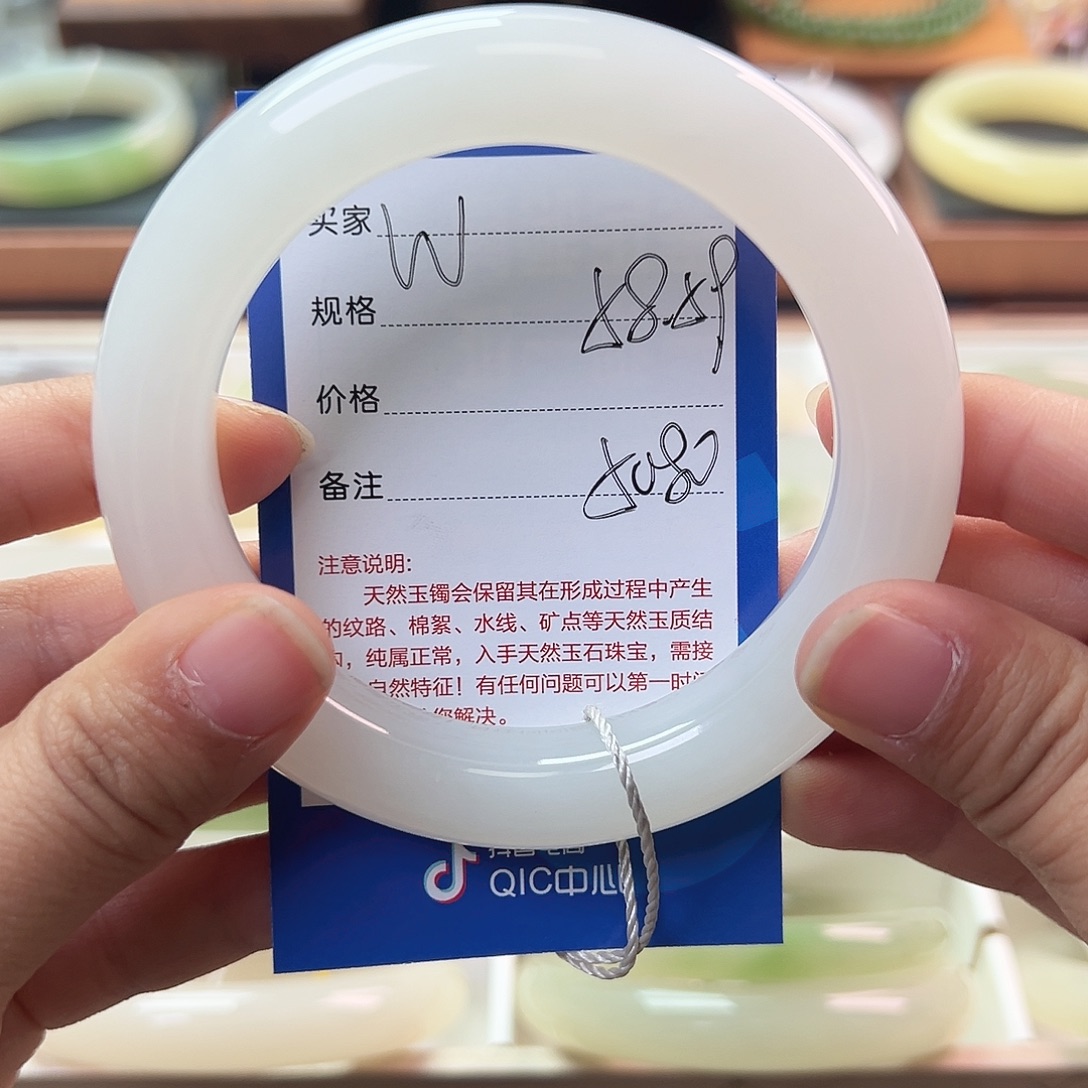 买家 W
规格 58.59
价格
备注
注意说明:
天然玉镯会保留其在形成过程中产生
的纹路、棉絮、水线、矿点等天然玉质结
，纯属正常，入手天然玉石珠宝，需接
自然特征！有任何问题可以第一时
您解决。
QIC中心